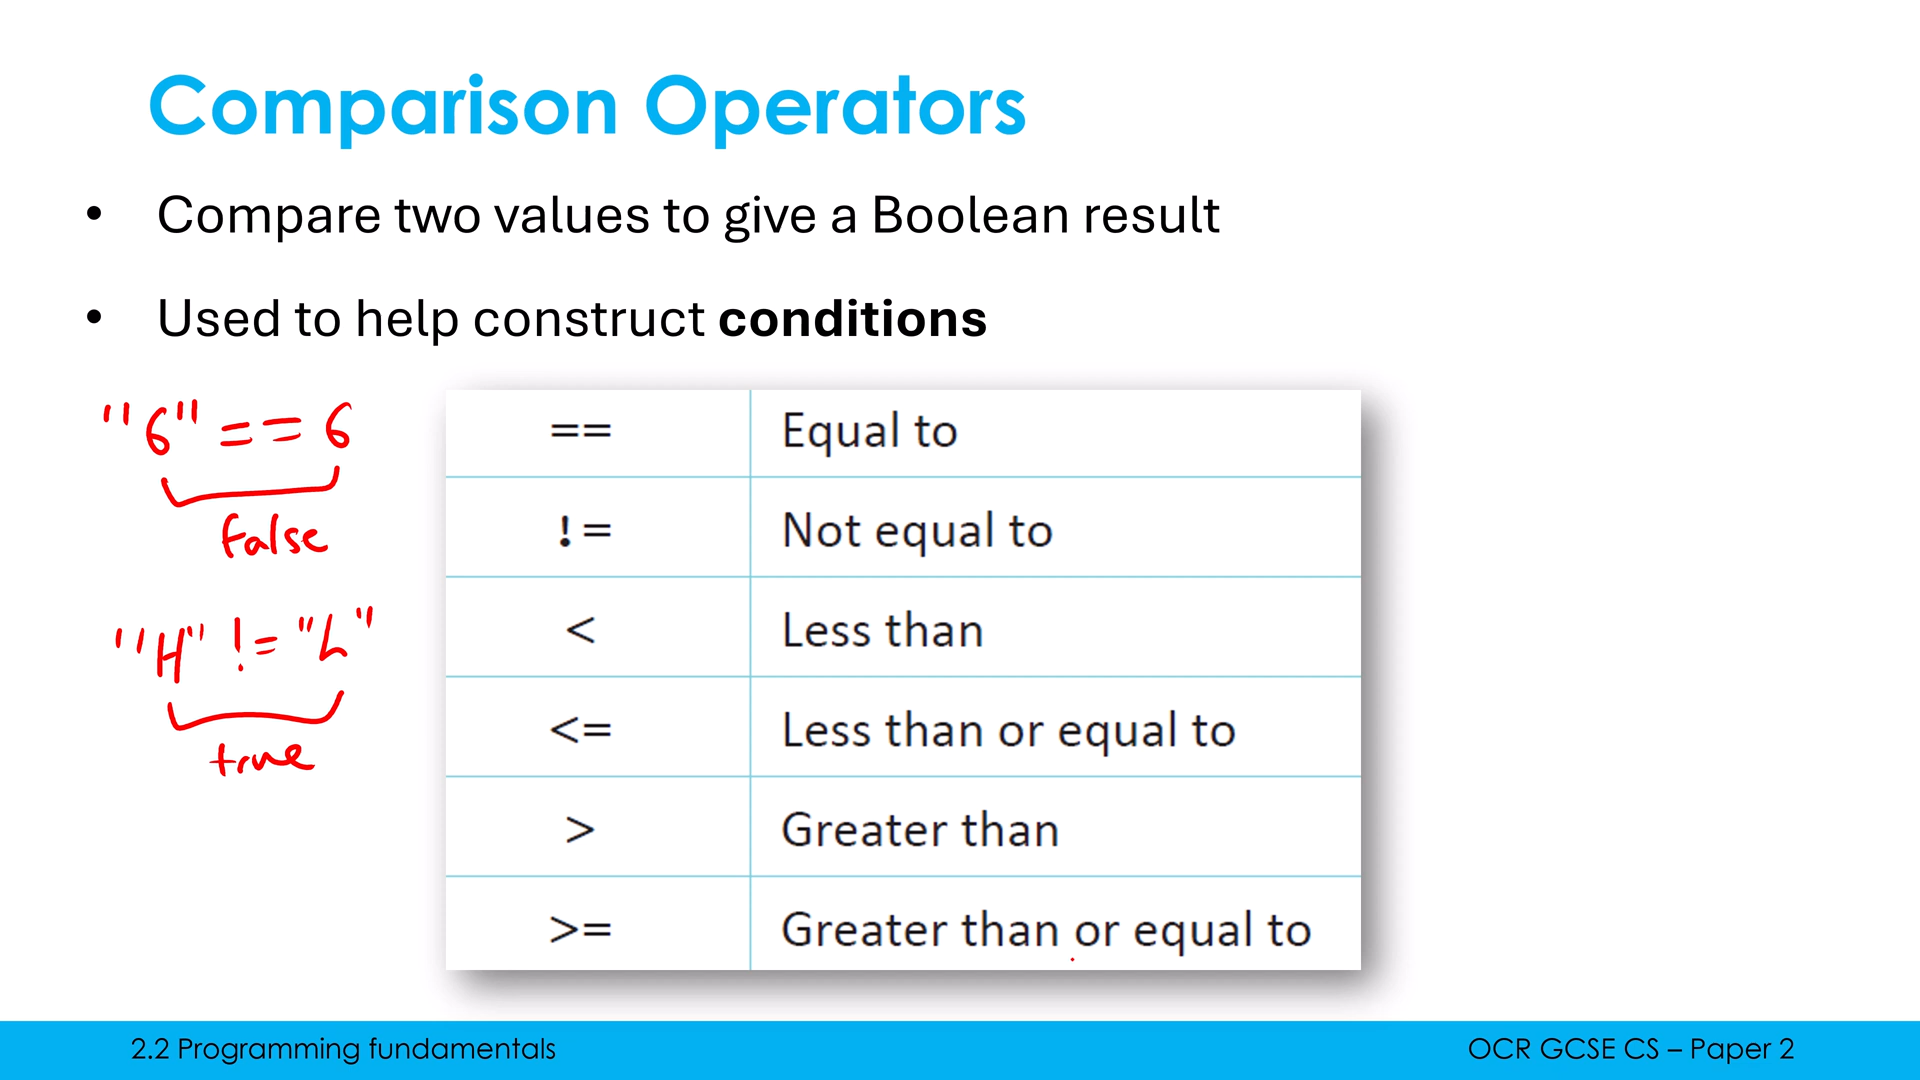 Comparison Operators
• Compare two values to give a Boolean result
• Used to help construct conditions
"6" == 6
false
"H" != "h"
true
== Equal to
!= Not equal to
< Less than
<= Less than or equal to
> Greater than
>= Greater than or equal to
2.2 Programming fundamentals
OCR GCSE CS – Paper 2